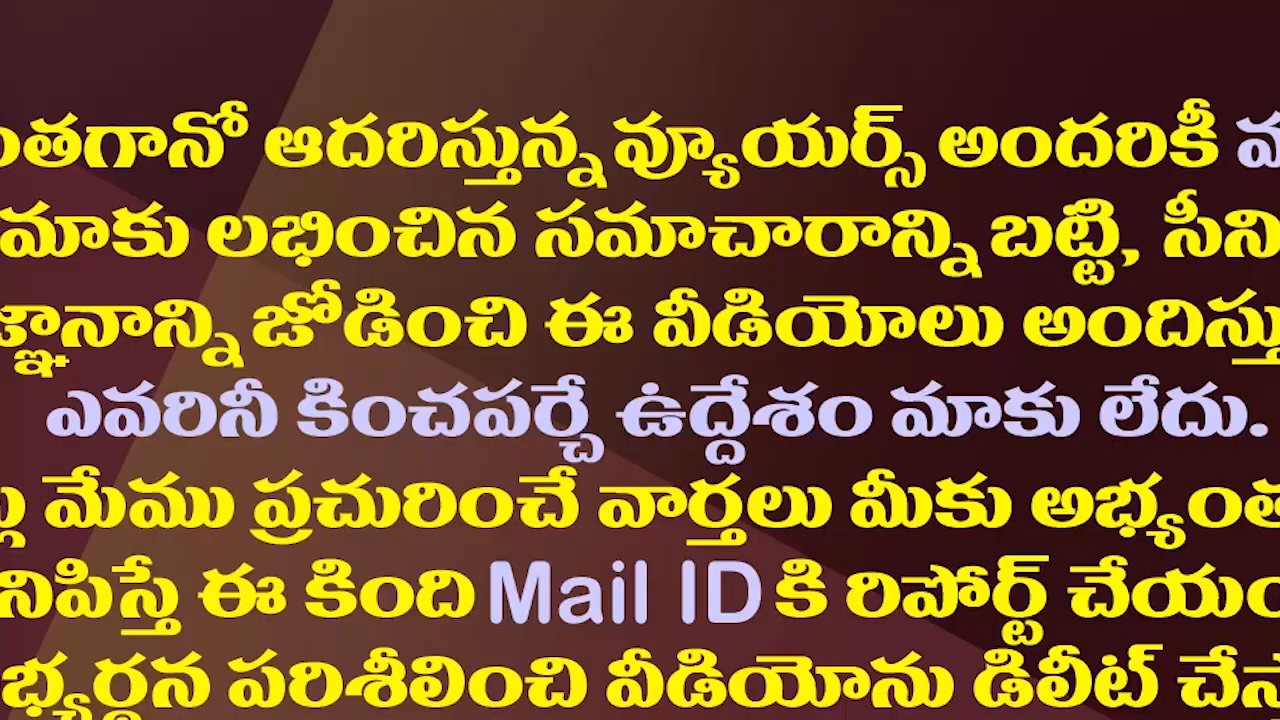 ంతగానో ఆదరిస్తున్న వ్యూయర్స్ అందరికీ
మాకు లభించిన సమాచారాన్ని బట్టి, సీని
జ్ఞానాన్ని జోడించి ఈ వీడియోలు అందిస్తు
ఎవరినీ కించపర్చే ఉద్దేశం మాకు లేదు.
మేము ప్రచురించే వార్తలు మీకు అభ్యంత
నిపిస్తే ఈ కింది Mail ID కి రిపోర్ట్ చేయం
భ్యర్థన పరిశీలించి వీడియోను డిలీట్ చేస